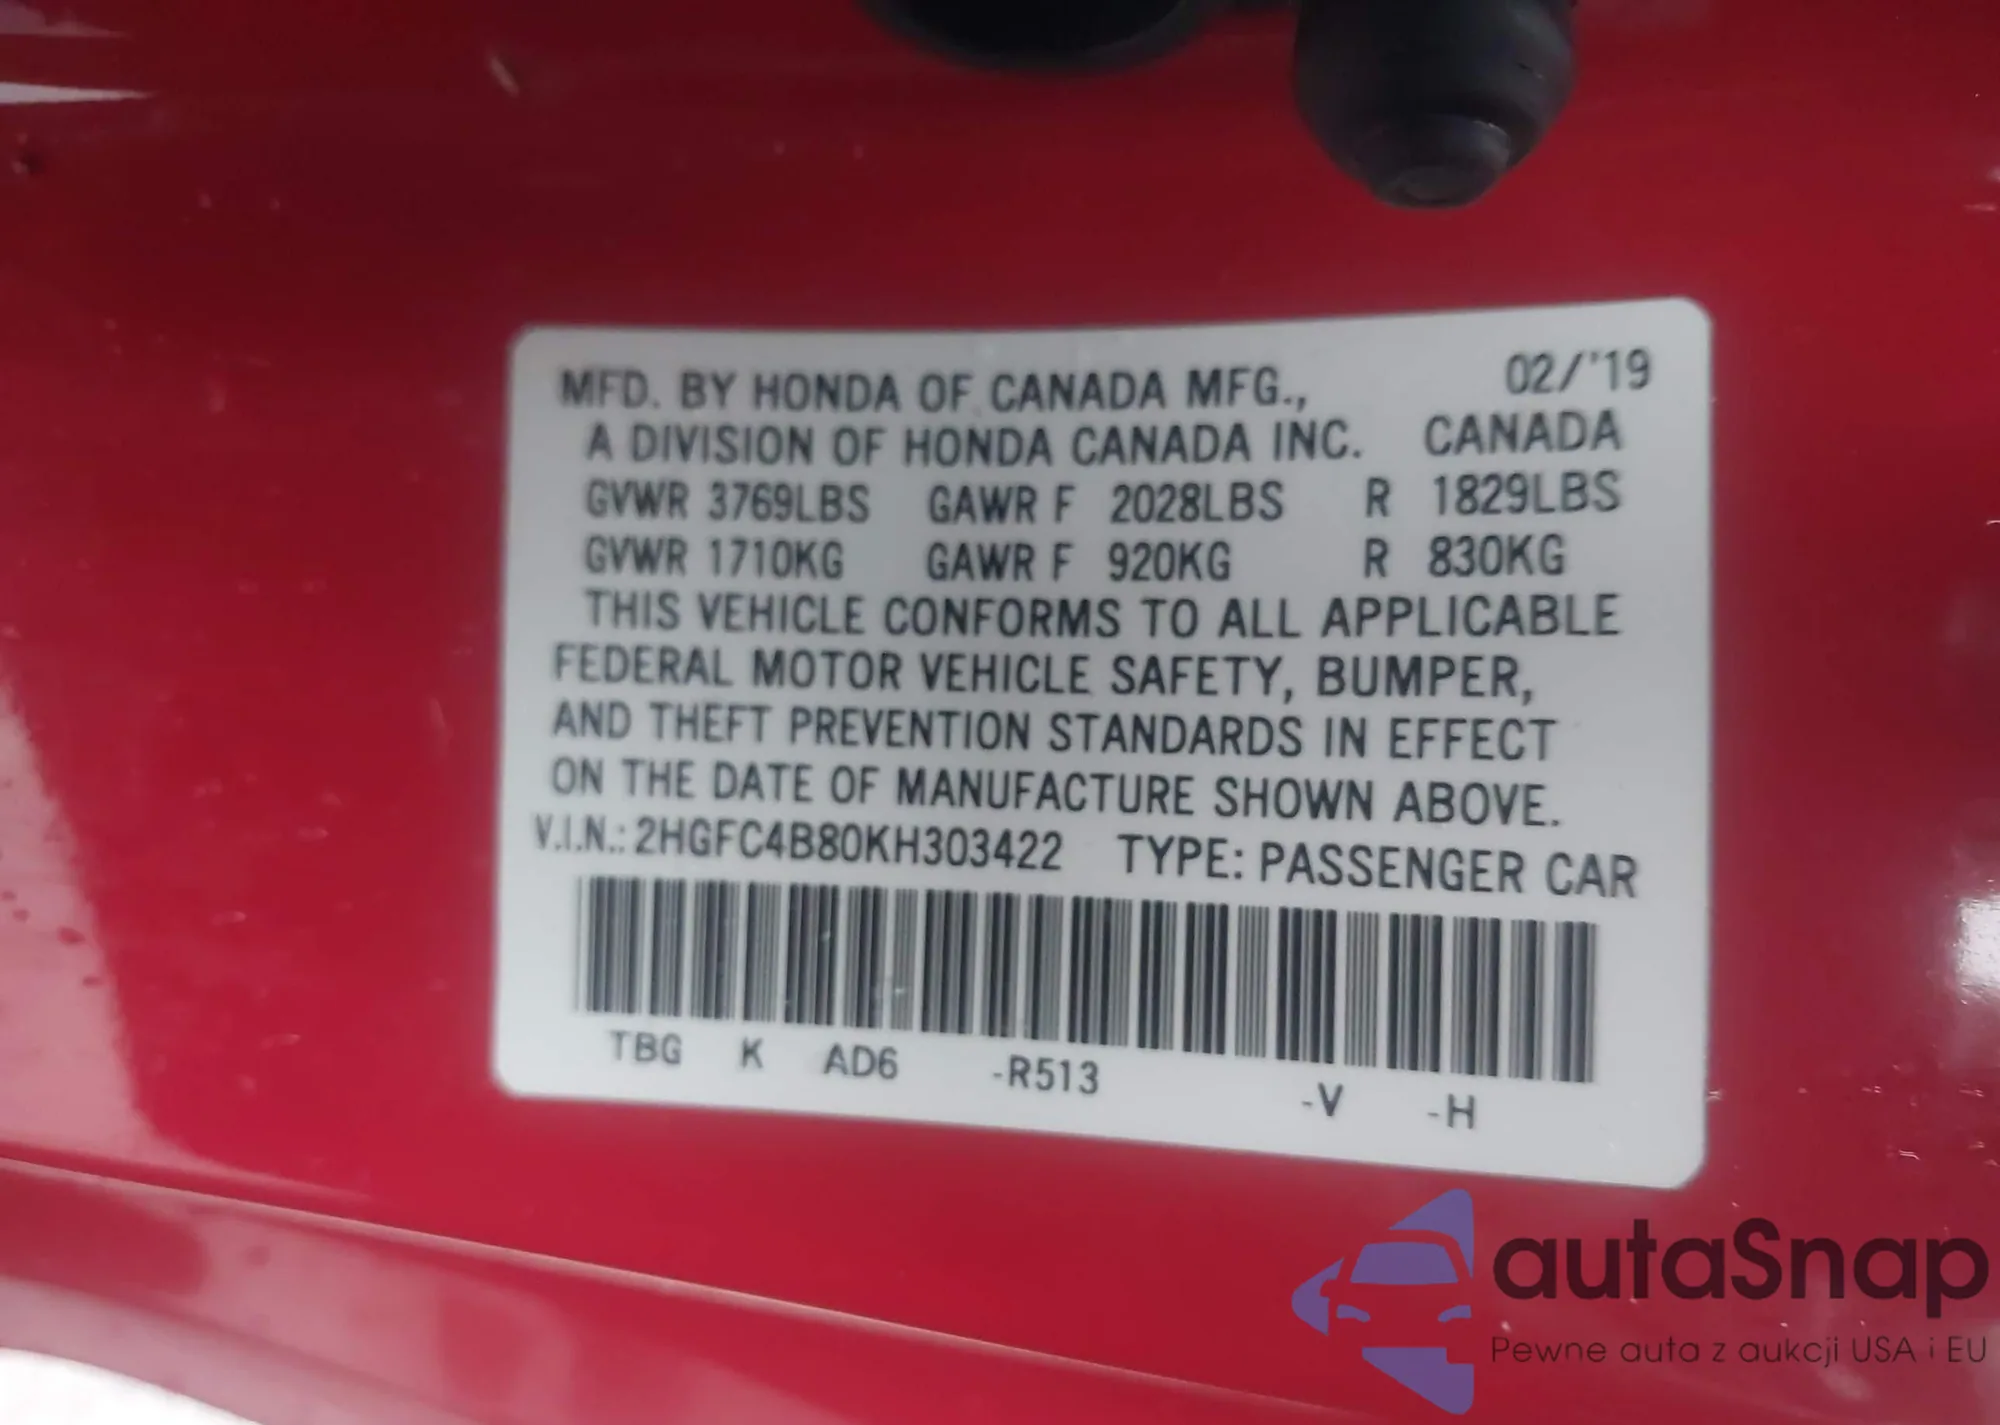 MFD. BY HONDA OF CANADA MFG., 02/'19
A DIVISION OF HONDA CANADA INC. CANADA
GVWR 3769LBS GAWR F 2028LBS R 1829LBS
GVWR 1710KG GAWR F 920KG R 830KG
THIS VEHICLE CONFORMS TO ALL APPLICABLE
FEDERAL MOTOR VEHICLE SAFETY, BUMPER,
AND THEFT PREVENTION STANDARDS IN EFFECT
ON THE DATE OF MANUFACTURE SHOWN ABOVE.
V.I.N.: 2HGFC4B80KH303422 TYPE: PASSENGER CAR
TBG K AD6 -R513 -V -H
autaSnap
Pewne auta z aukcji USA i EU